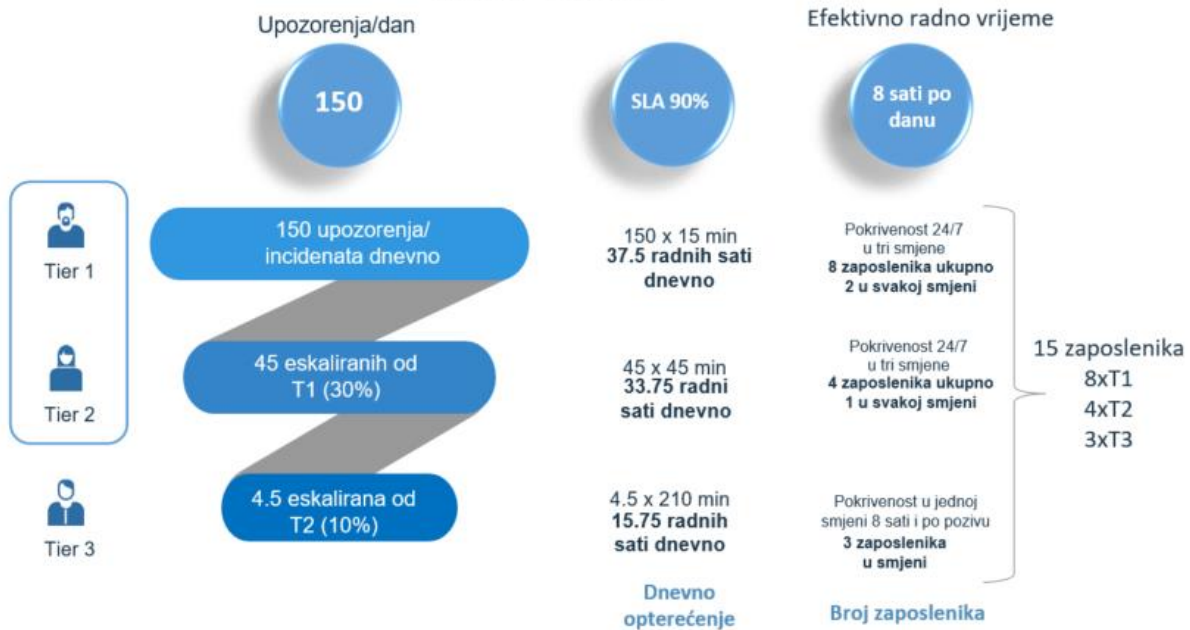 Upozorenja/dan
Efektivno radno vrijeme
150
SLA 90%
8 sati po
danu
Tier 1
150 upozorenja/
incidenata dnevno
150 x 15 min
37.5 radnih sati
dnevno
Pokrivenost 24/7
u tri smjene
8 zaposlenika ukupno
2 u svakoj smjeni
Tier 2
45 eskaliranih od
T1 (30%)
45 x 45 min
33.75 radni
sati dnevno
Pokrivenost 24/7
u tri smjene
4 zaposlenika ukupno
1 u svakoj smjeni
15 zaposlenika
8xT1
4xT2
3xT3
Tier 3
4.5 eskalirana od
T2 (10%)
4.5 x 210 min
15.75 radnih
sati dnevno
Pokrivenost u jednoj
smjeni 8 sati i po pozivu
3 zaposlenika
u smjeni
Dnevno
opterećenje
Broj zaposlenika